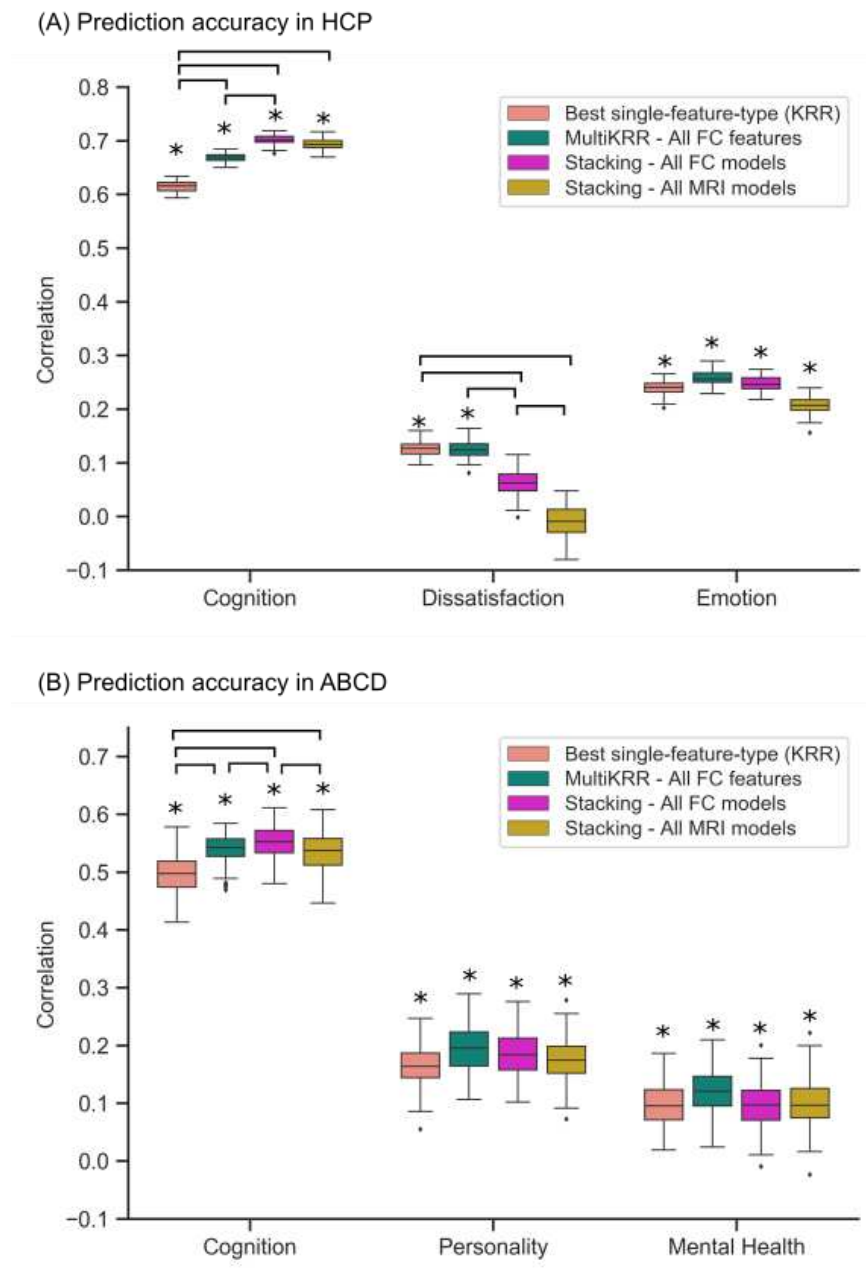 (A) Prediction accuracy in HCP
0.8
0.7
0.6
0.5
0.4
0.3
0.2
0.1
0.0
−0.1
Correlation
* * * *
* *
* * * *
Best single-feature-type (KRR)
MultiKRR - All FC features
Stacking - All FC models
Stacking - All MRI models
Cognition
Dissatisfaction
Emotion
(B) Prediction accuracy in ABCD
0.7
0.6
0.5
0.4
0.3
0.2
0.1
0.0
−0.1
Correlation
* * * *
* * * *
* * * *
Best single-feature-type (KRR)
MultiKRR - All FC features
Stacking - All FC models
Stacking - All MRI models
Cognition
Personality
Mental Health